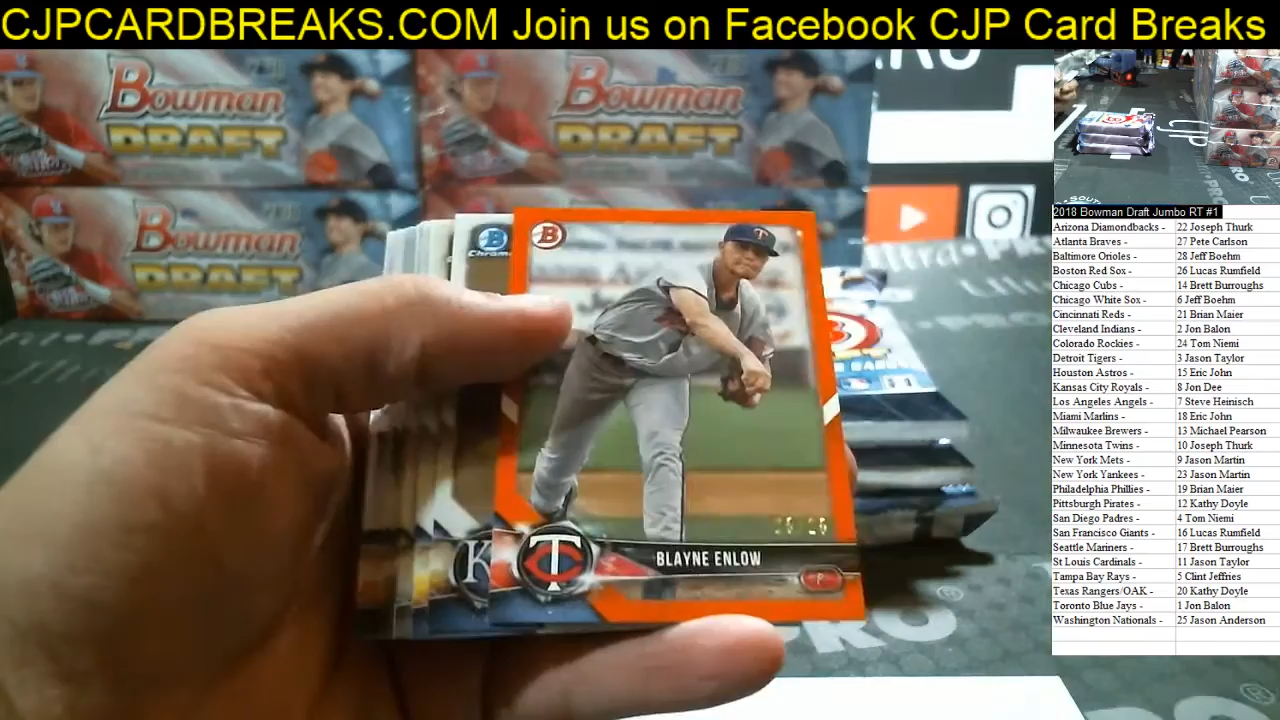 CJPCARDBREAKS.COM Join us on Facebook CJP Card Breaks
Bowman
DRAFT
Bowman
DRAFT
Bowman
DRAFT
Bowman
DRAFT
B
Chrome
B
BLAYNE ENLOW
P
T C
K
CJP
PRO
2018 Bowman Draft Jumbo RT #1
Arizona Diamondbacks - 22 Joseph Thurk
Atlanta Braves - 27 Pete Carlson
Baltimore Orioles - 28 Jeff Boehm
Boston Red Sox - 26 Lucas Rumfield
Chicago Cubs - 14 Brett Burroughs
Chicago White Sox - 6 Jeff Boehm
Cincinnati Reds - 21 Brian Maier
Cleveland Indians - 2 Jon Balon
Colorado Rockies - 24 Tom Niemi
Detroit Tigers - 3 Jason Taylor
Houston Astros - 15 Eric John
Kansas City Royals - 8 Jon Dee
Los Angeles Angels - 7 Steve Heinisch
Miami Marlins - 18 Eric John
Milwaukee Brewers - 13 Michael Pearson
Minnesota Twins - 10 Joseph Thurk
New York Mets - 9 Jason Martin
New York Yankees - 23 Jason Martin
Philadelphia Phillies - 19 Brian Maier
Pittsburgh Pirates - 12 Kathy Doyle
San Diego Padres - 4 Tom Niemi
San Francisco Giants - 16 Lucas Rumfield
Seattle Mariners - 17 Brett Burroughs
St Louis Cardinals - 11 Jason Taylor
Tampa Bay Rays - 5 Clint Jeffries
Texas Rangers/OAK - 20 Kathy Doyle
Toronto Blue Jays - 1 Jon Balon
Washington Nationals - 25 Jason Anderson